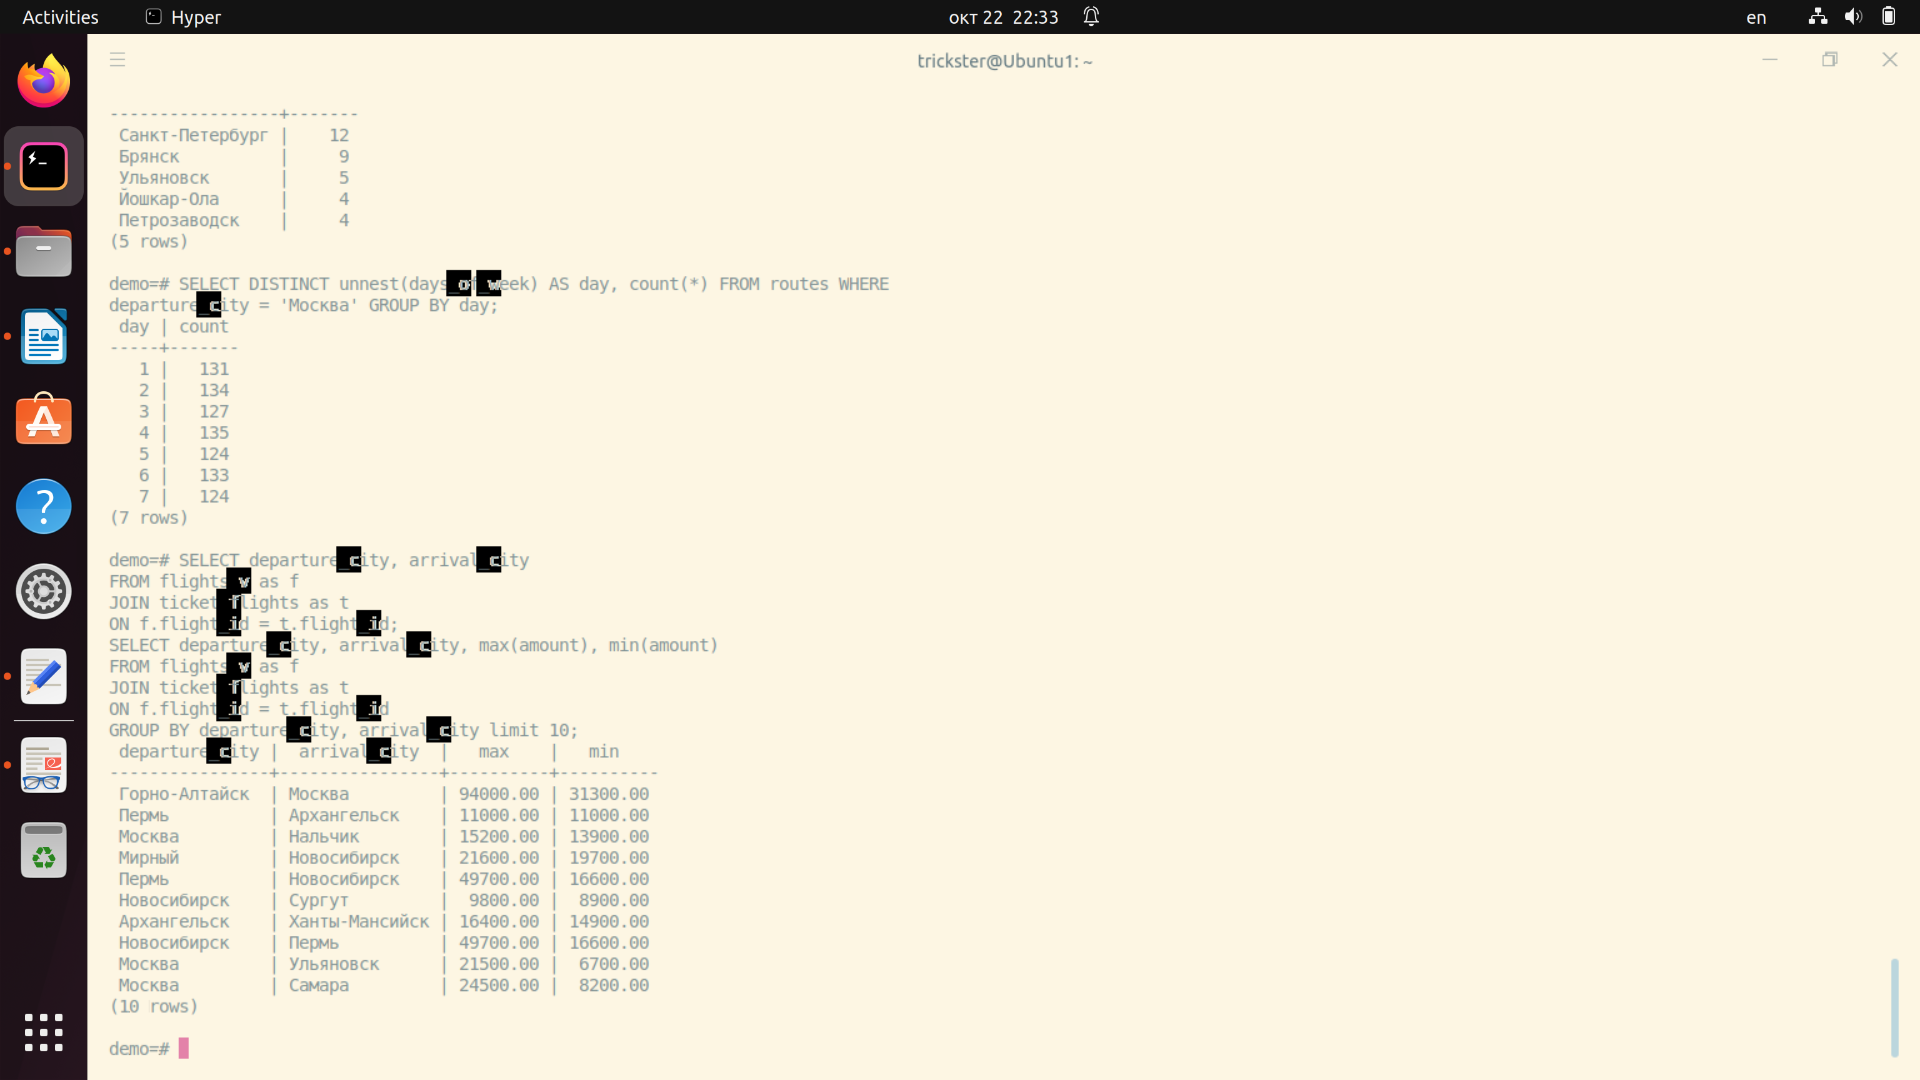 Activities Hyper окт 22 22:33 en
trickster@Ubuntu1: ~
-----------------+-------
Санкт-Петербург | 12
Брянск | 9
Ульяновск | 5
Йошкар-Ола | 4
Петрозаводск | 4
(5 rows)
demo=# SELECT DISTINCT unnest(days_of_week) AS day, count(*) FROM routes WHERE
departure_city = 'Москва' GROUP BY day;
day | count
-----+-------
1 | 131
2 | 134
3 | 127
4 | 135
5 | 124
6 | 133
7 | 124
(7 rows)
demo=# SELECT departure_city, arrival_city
FROM flights_v as f
JOIN ticket_flights as t
ON f.flight_id = t.flight_id;
SELECT departure_city, arrival_city, max(amount), min(amount)
FROM flights_v as f
JOIN ticket_flights as t
ON f.flight_id = t.flight_id
GROUP BY departure_city, arrival_city limit 10;
departure_city | arrival_city | max | min
----------------+----------------+----------+----------
Горно-Алтайск | Москва | 94000.00 | 31300.00
Пермь | Архангельск | 11000.00 | 11000.00
Москва | Нальчик | 15200.00 | 13900.00
Мирный | Новосибирск | 21600.00 | 19700.00
Пермь | Новосибирск | 49700.00 | 16600.00
Новосибирск | Сургут | 9800.00 | 8900.00
Архангельск | Ханты-Мансийск | 16400.00 | 14900.00
Новосибирск | Пермь | 49700.00 | 16600.00
Москва | Ульяновск | 21500.00 | 6700.00
Москва | Самара | 24500.00 | 8200.00
(10 rows)
demo=#